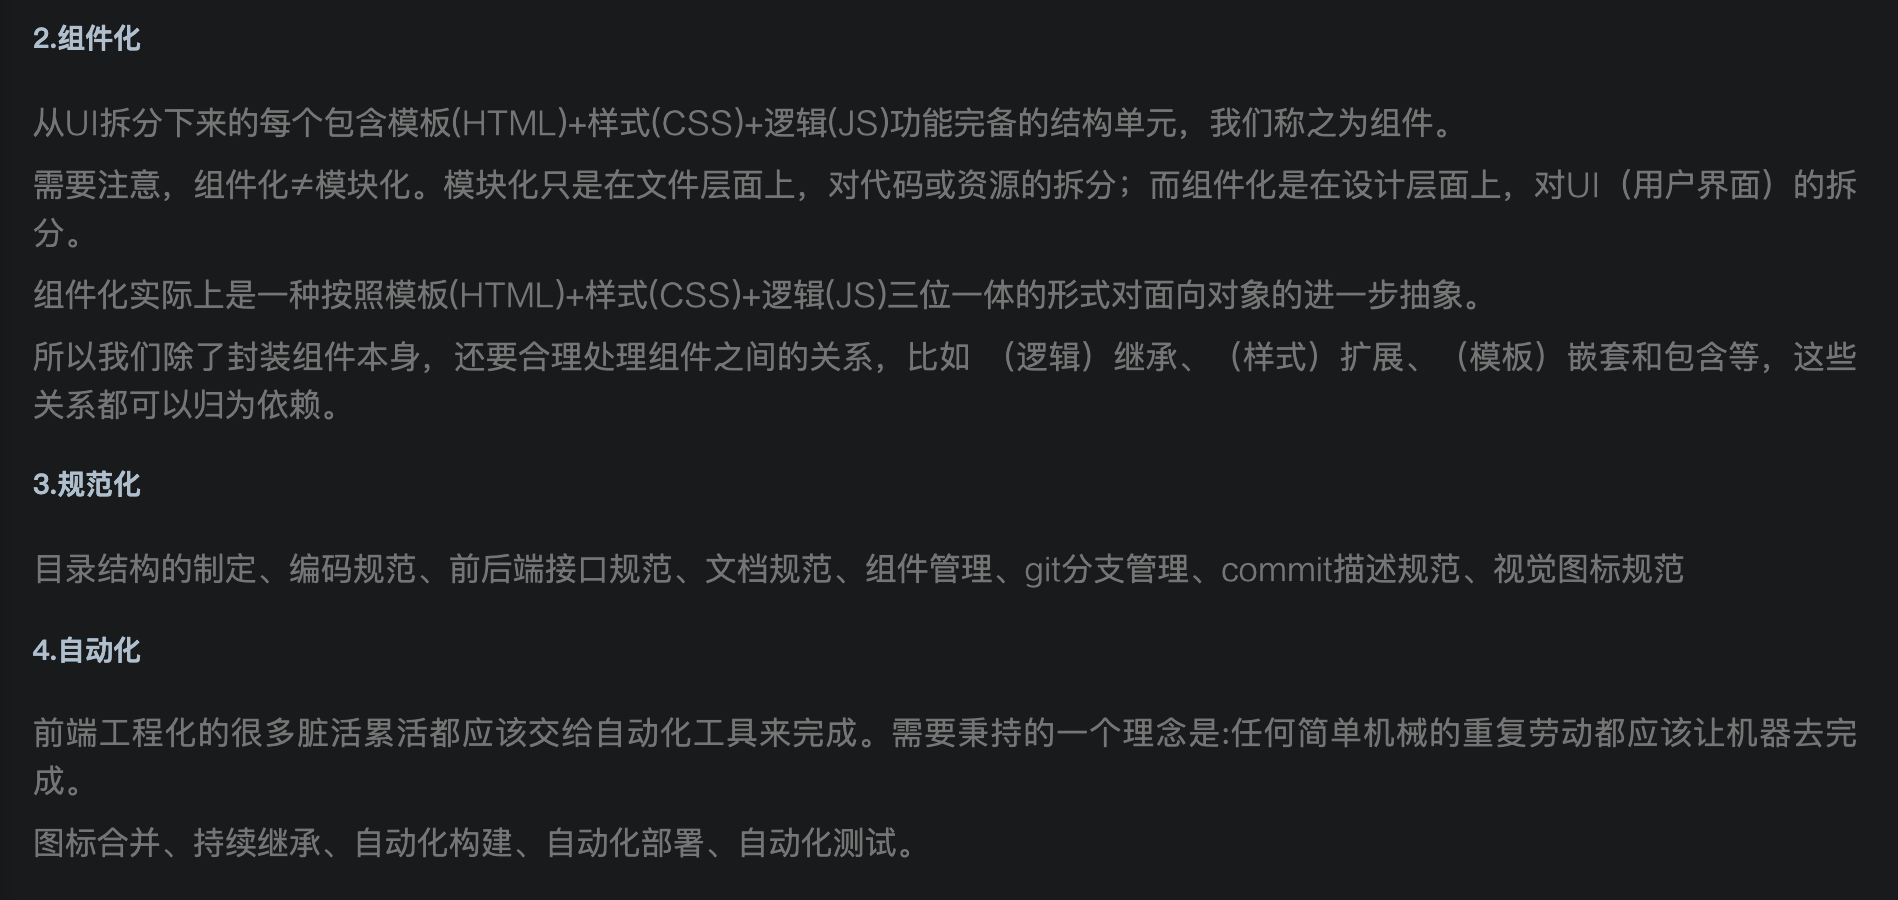 2.组件化
从UI拆分下来的每个包含模板(HTML)+样式(CSS)+逻辑(JS)功能完备的结构单元，我们称之为组件。
需要注意，组件化≠模块化。模块化只是在文件层面上，对代码或资源的拆分；而组件化是在设计层面上，对UI（用户界面）的拆
分。
组件化实际上是一种按照模板(HTML)+样式(CSS)+逻辑(JS)三位一体的形式对面向对象的进一步抽象。
所以我们除了封装组件本身，还要合理处理组件之间的关系，比如 （逻辑）继承、（样式）扩展、（模板）嵌套和包含等，这些
关系都可以归为依赖。
3.规范化
目录结构的制定、编码规范、前后端接口规范、文档规范、组件管理、git分支管理、commit描述规范、视觉图标规范
4.自动化
前端工程化的很多脏活累活都应该交给自动化工具来完成。需要秉持的一个理念是:任何简单机械的重复劳动都应该让机器去完
成。
图标合并、持续继承、自动化构建、自动化部署、自动化测试。